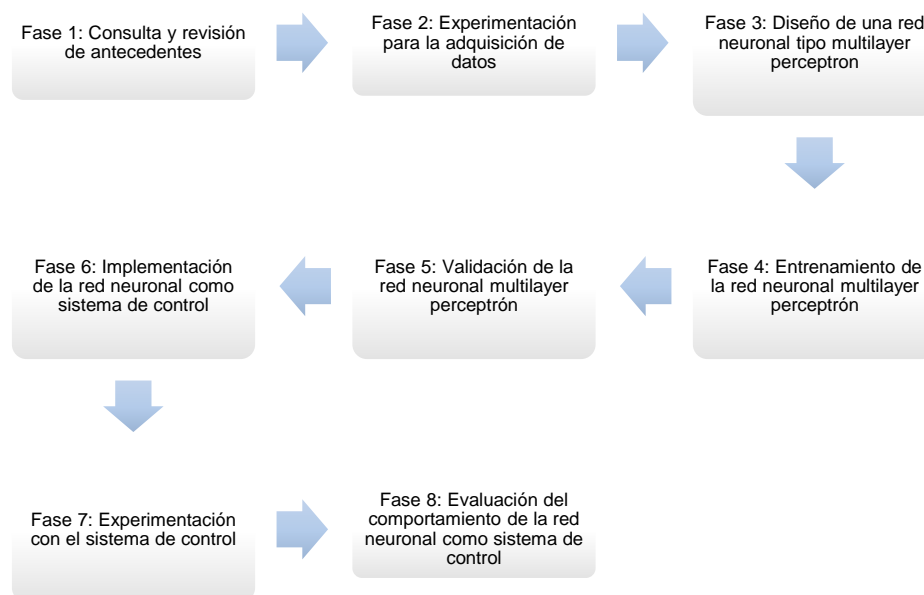 Fase 1: Consulta y revisión
de antecedentes
Fase 2: Experimentación
para la adquisición de
datos
Fase 3: Diseño de una red
neuronal tipo multilayer
perceptron
Fase 4: Entrenamiento de
la red neuronal multilayer
perceptrón
Fase 5: Validación de la
red neuronal multilayer
perceptrón
Fase 6: Implementación
de la red neuronal como
sistema de control
Fase 7: Experimentación
con el sistema de control
Fase 8: Evaluación del
comportamiento de la red
neuronal como sistema de
control